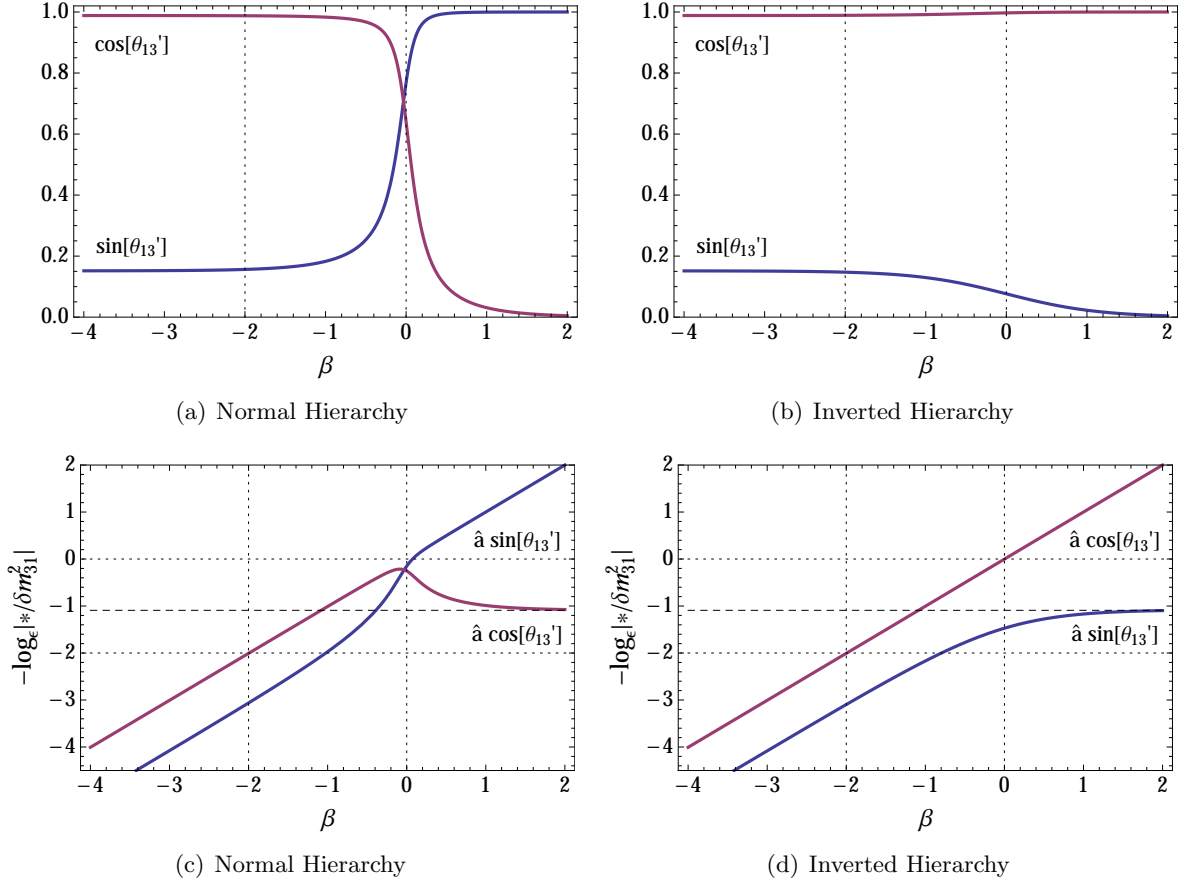 1.0
0.8
0.6
0.4
0.2
0.0
cos[θ13']
sin[θ13']
−4 −3 −2 −1 0 1 2
β
(a) Normal Hierarchy
1.0
0.8
0.6
0.4
0.2
0.0
cos[θ13']
sin[θ13']
−4 −3 −2 −1 0 1 2
β
(b) Inverted Hierarchy
−logϵ|*/δm²31|
2
1
0
−1
−2
−3
−4
â sin[θ13']
â cos[θ13']
−4 −3 −2 −1 0 1 2
β
(c) Normal Hierarchy
−logϵ|*/δm²31|
2
1
0
−1
−2
−3
−4
â cos[θ13']
â sin[θ13']
−4 −3 −2 −1 0 1 2
β
(d) Inverted Hierarchy